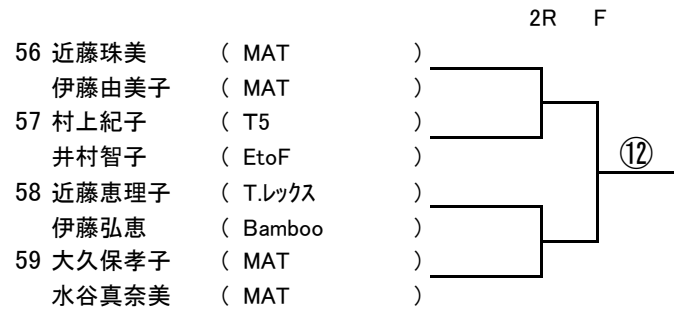 2R F
56 近藤珠美 ( MAT )
伊藤由美子 ( MAT )
57 村上紀子 ( T5 )
井村智子 ( EtoF )
⑫
58 近藤恵理子 ( T.レックス )
伊藤弘恵 ( Bamboo )
59 大久保孝子 ( MAT )
水谷真奈美 ( MAT )